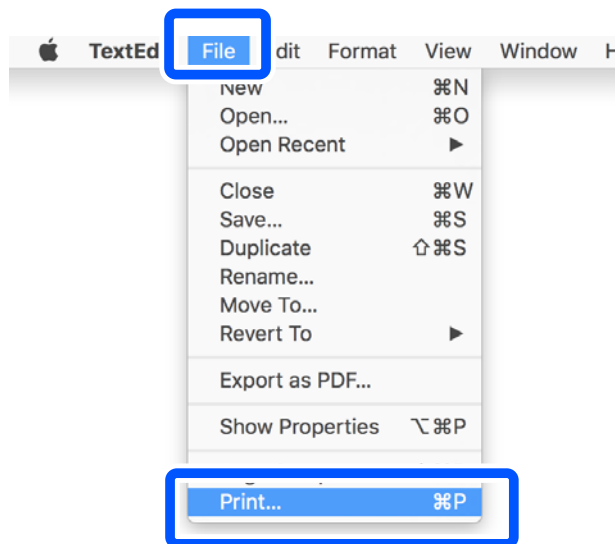 TextEd File dit Format View Window H
New ⌘N
Open... ⌘O
Open Recent ▶
Close ⌘W
Save... ⌘S
Duplicate ⇧⌘S
Rename...
Move To...
Revert To ▶
Export as PDF...
Show Properties ⌥⌘P
Print... ⌘P